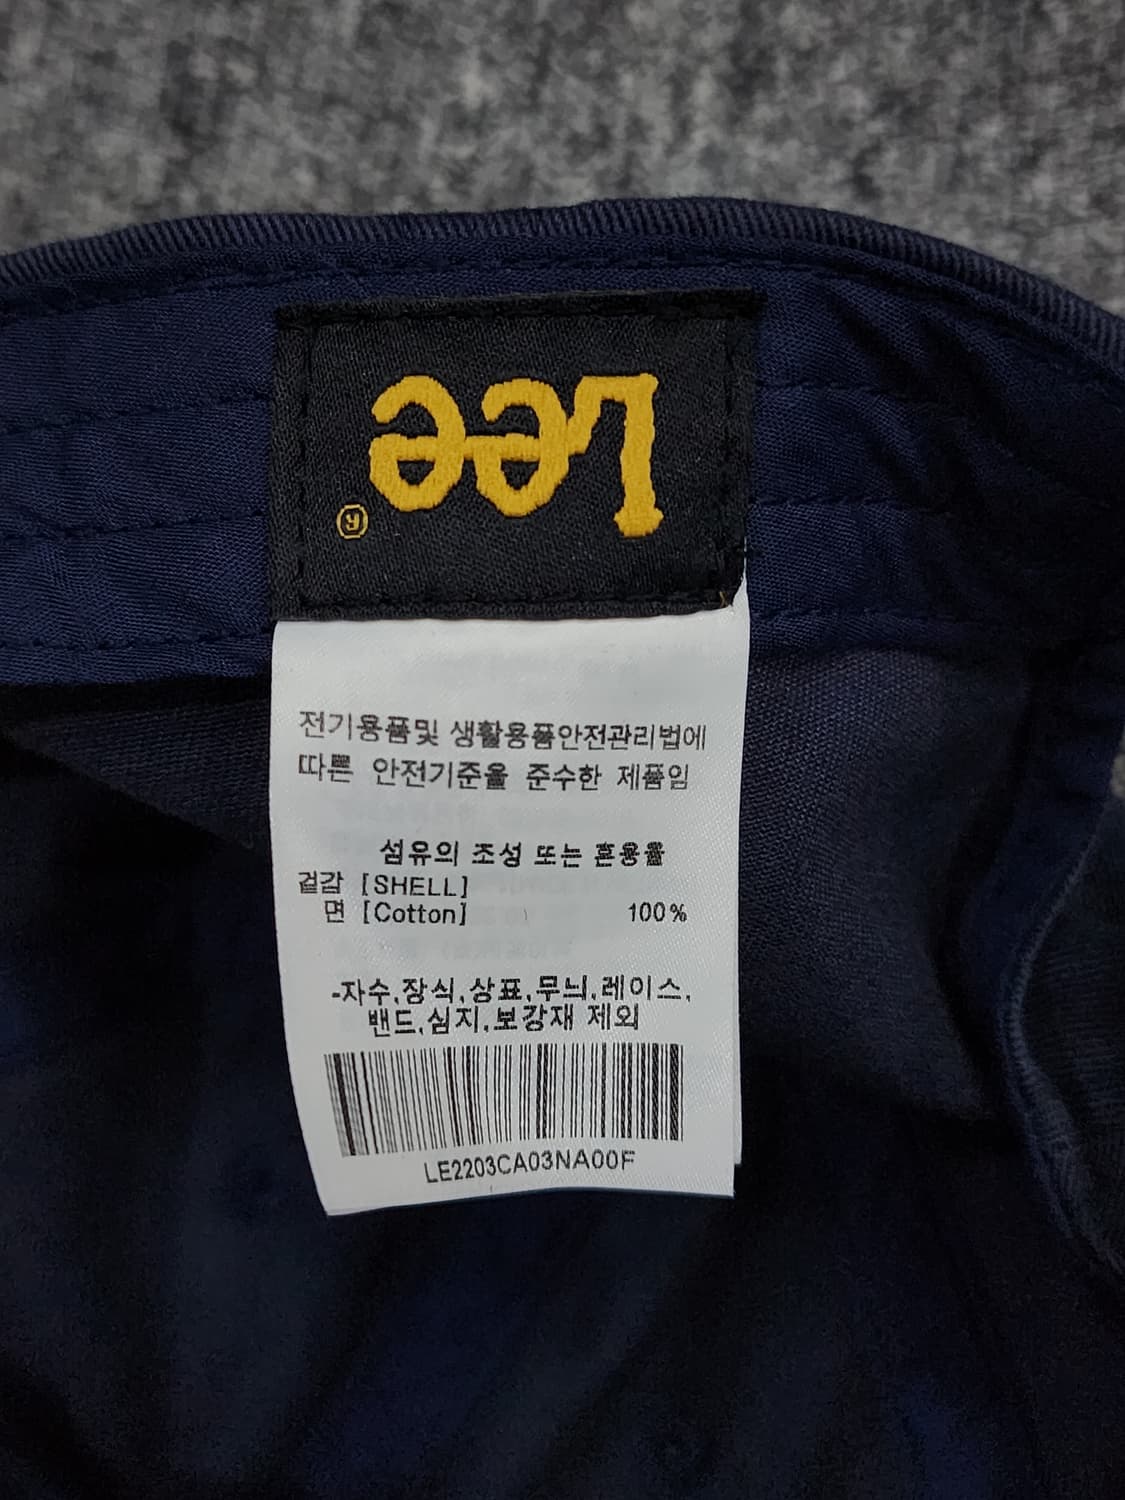 Lee
®
전기용품및 생활용품안전관리법에
따른 안전기준을 준수한 제품임
섬유의 조성 또는 혼용율
겉감 [SHELL]
면 [Cotton] 100%
-자수,장식,상표,무늬,레이스,
밴드,심지,보강재 제외
LE2203CA03NA00F